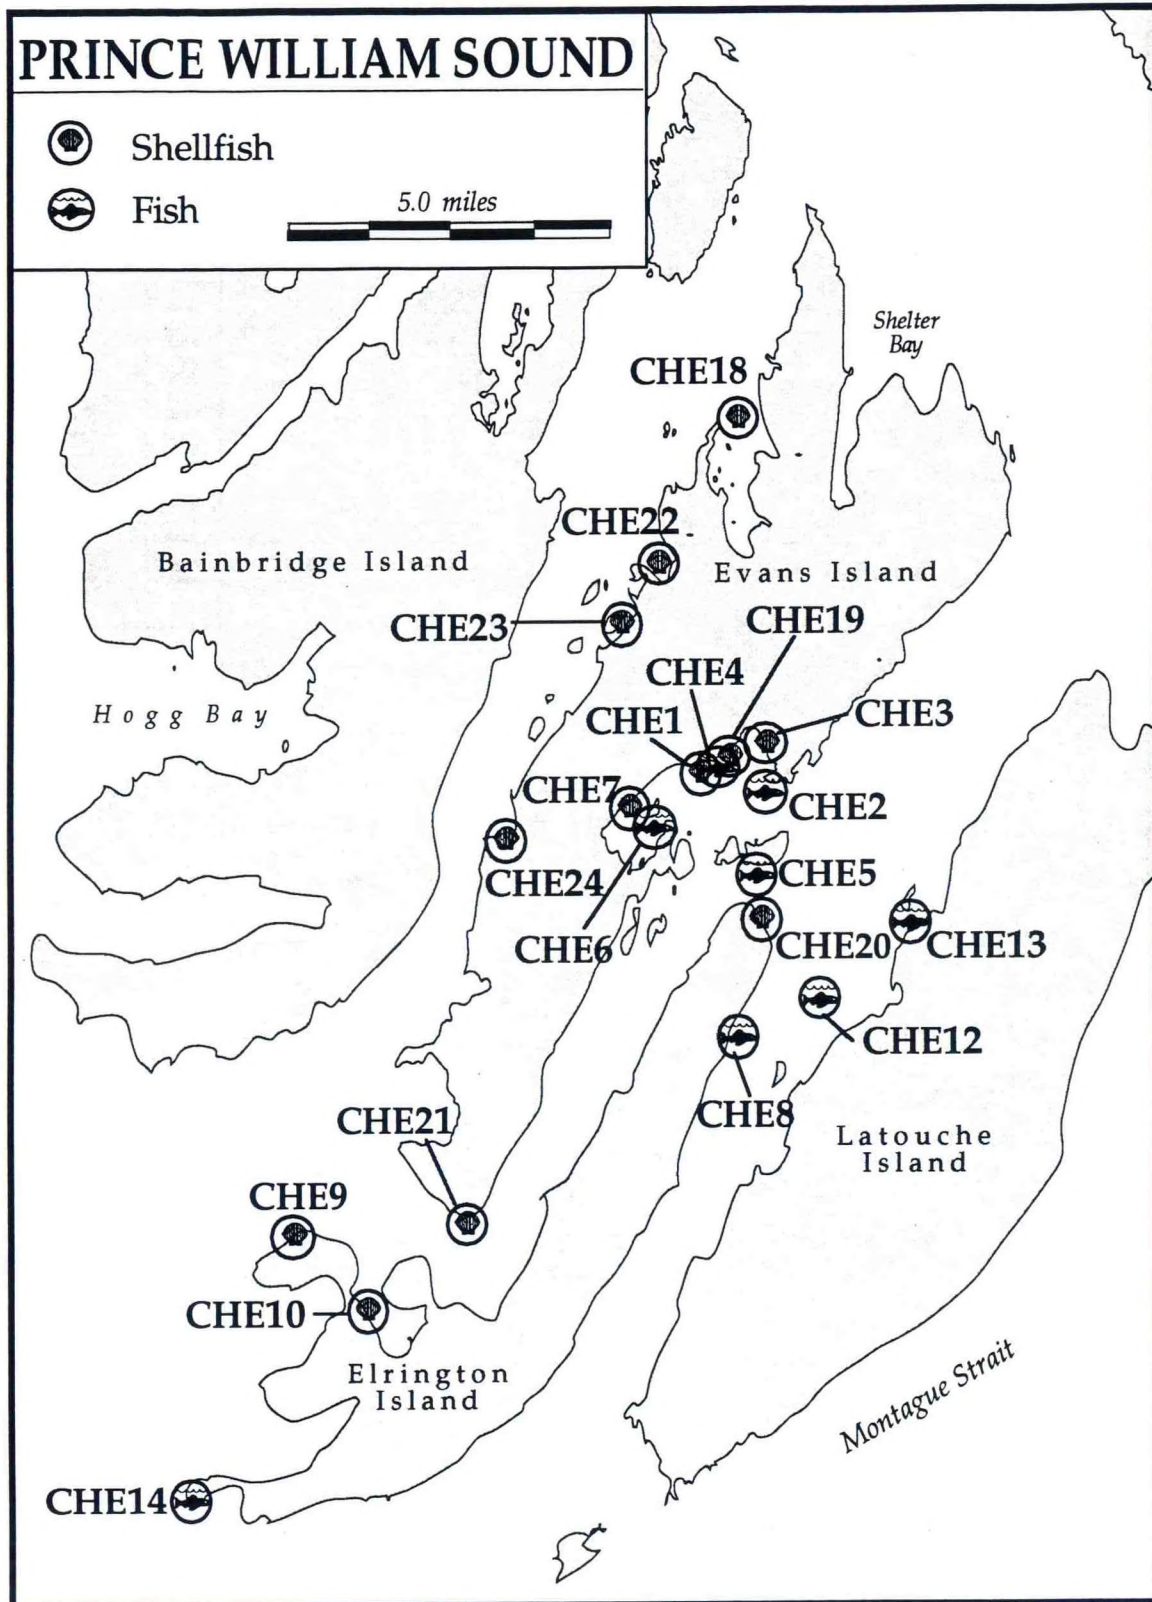 PRINCE WILLIAM SOUND
Shellfish
Fish
5.0 miles
Shelter
Bay
CHE18
CHE22
Bainbridge Island
Evans Island
CHE23
CHE19
CHE4
Hogg Bay
CHE1
CHE3
CHE7
CHE2
CHE24
CHE5
CHE6
CHE20
CHE13
CHE12
CHE8
CHE21
Latouche
Island
CHE9
CHE10
Elrington
Island
Montague Strait
CHE14